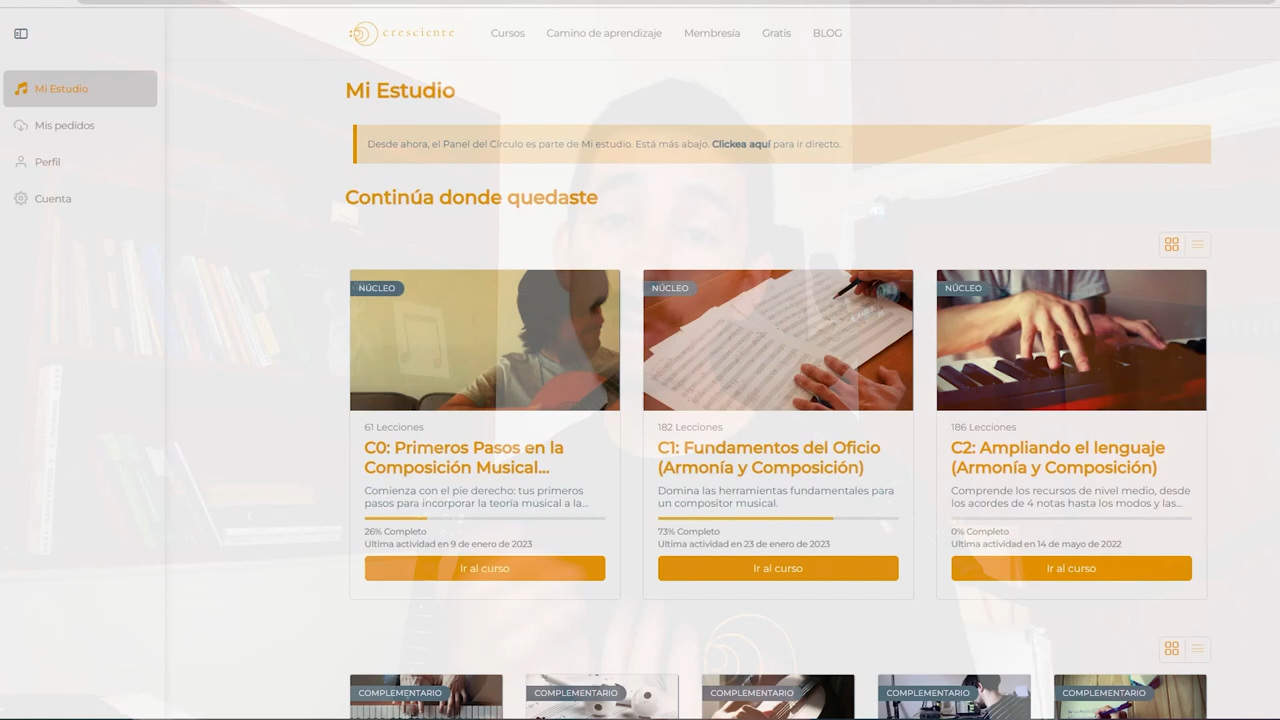 cresciente
Cursos
Camino de aprendizaje
Membresía
Gratis
BLOG
Mi Estudio
Mis pedidos
Perfil
Cuenta
Mi Estudio
Desde ahora, el Panel del Círculo es parte de Mi estudio. Está más abajo. Clickea aquí para ir directo.
Continúa donde quedaste
NÚCLEO
61 Lecciones
C0: Primeros Pasos en la
Composición Musical...
Comienza con el pie derecho: tus primeros
pasos para incorporar la teoría musical a la...
26% Completo
Ultima actividad en 9 de enero de 2023
Ir al curso
NÚCLEO
182 Lecciones
C1: Fundamentos del Oficio
(Armonía y Composición)
Domina las herramientas fundamentales para
un compositor musical.
73% Completo
Ultima actividad en 23 de enero de 2023
Ir al curso
NÚCLEO
186 Lecciones
C2: Ampliando el lenguaje
(Armonía y Composición)
Comprende los recursos de nivel medio, desde
los acordes de 4 notas hasta los modos y las...
0% Completo
Ultima actividad en 14 de mayo de 2022
Ir al curso
COMPLEMENTARIO
COMPLEMENTARIO
COMPLEMENTARIO
COMPLEMENTARIO
COMPLEMENTARIO